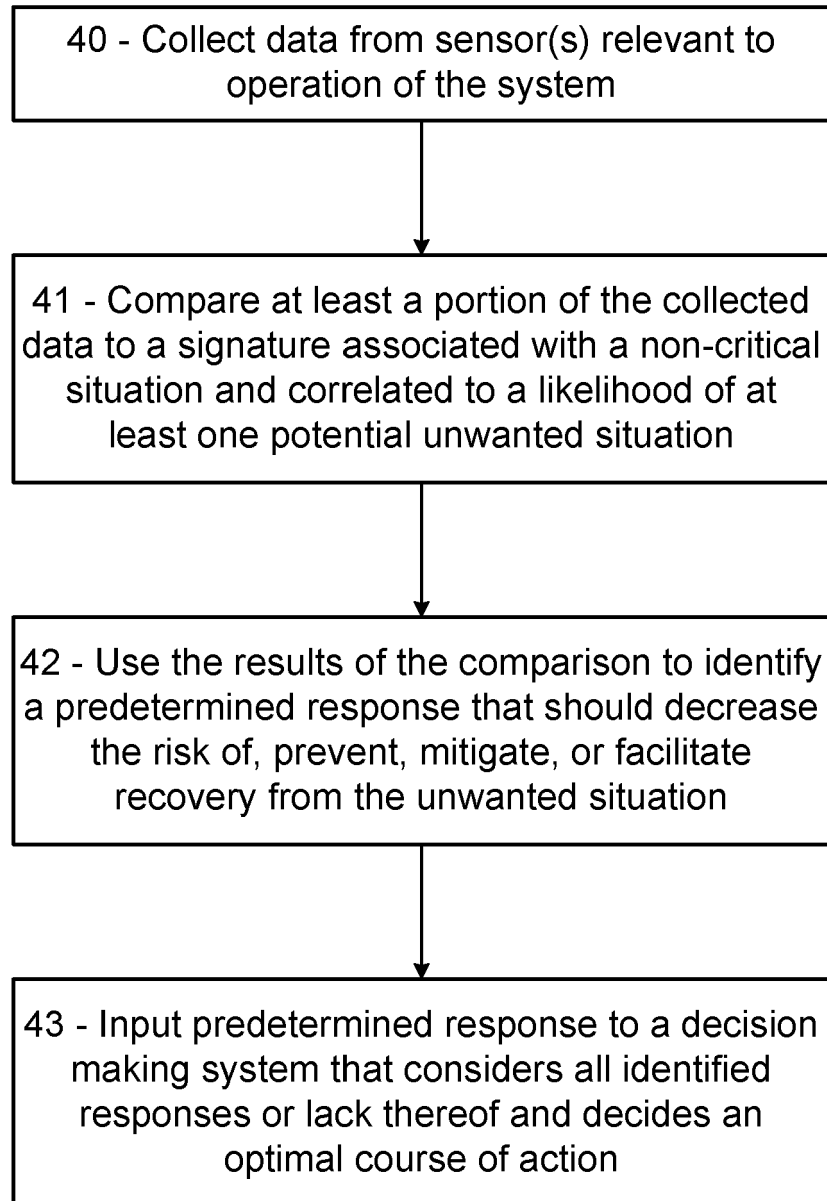 40 - Collect data from sensor(s) relevant to
operation of the system
41 - Compare at least a portion of the collected
data to a signature associated with a non-critical
situation and correlated to a likelihood of at
least one potential unwanted situation
42 - Use the results of the comparison to identify
a predetermined response that should decrease
the risk of, prevent, mitigate, or facilitate
recovery from the unwanted situation
43 - Input predetermined response to a decision
making system that considers all identified
responses or lack thereof and decides an
optimal course of action